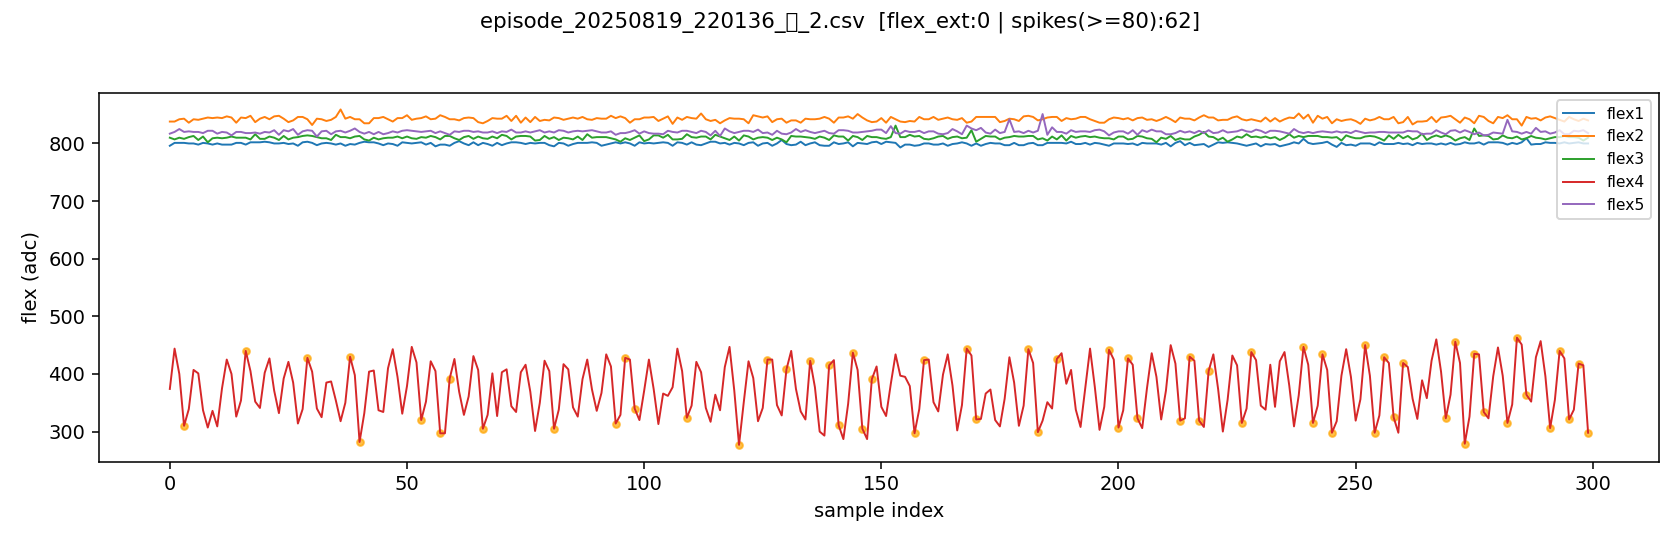 episode_20250819_220136_▯_2.csv  [flex_ext:0 | spikes(>=80):62]
flex (adc)
800
700
600
500
400
300
0
50
100
150
200
250
300
sample index
flex1
flex2
flex3
flex4
flex5